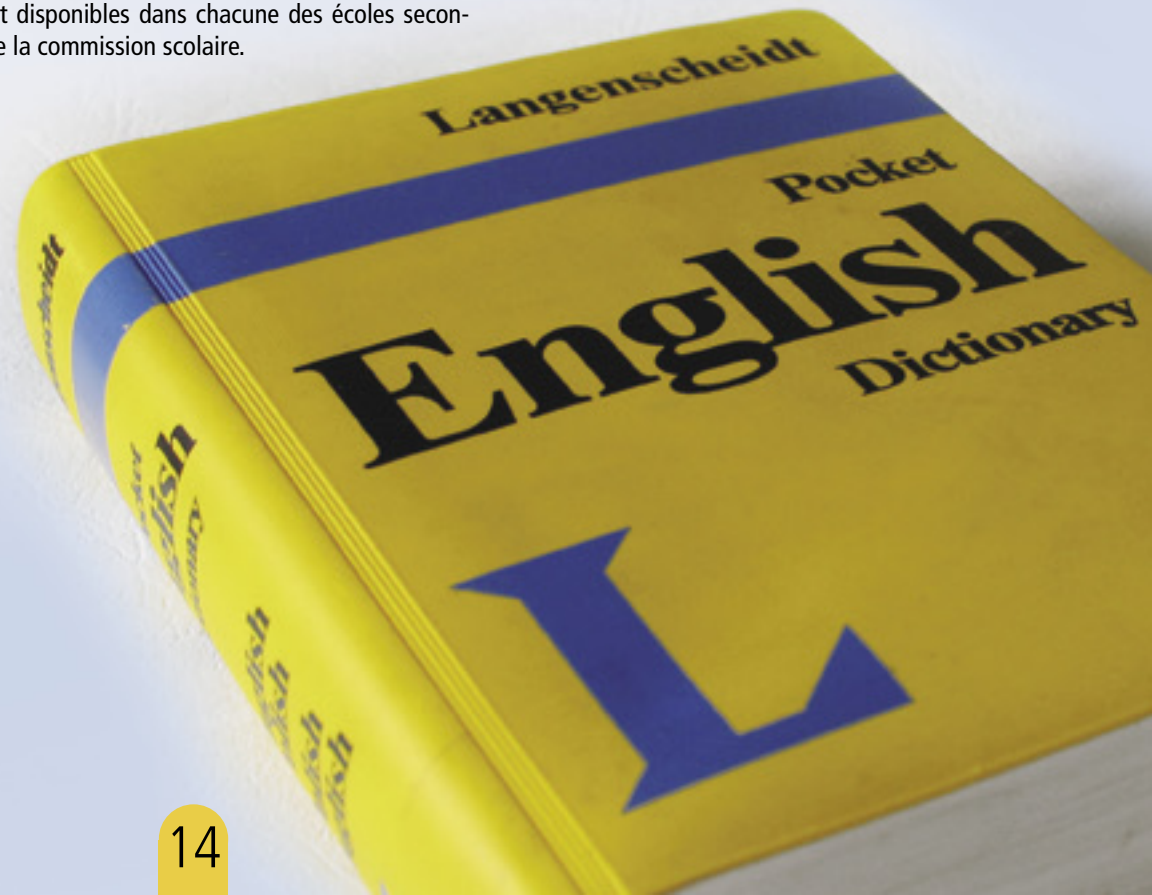 t disponibles dans chacune des écoles secon-
e la commission scolaire.
Langenscheidt
Pocket
English
Dictionary
L
14